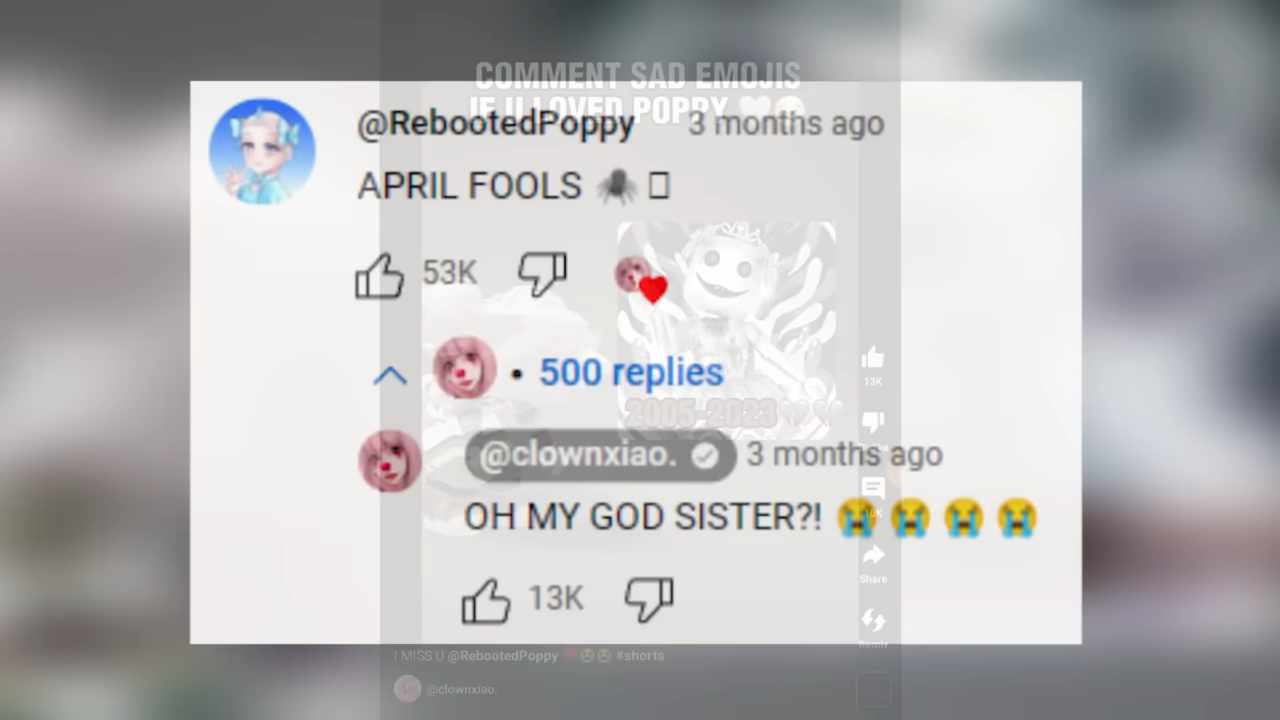 COMMENT SAD EMOJIS
IF U LOVED POPPY 🤍
@RebootedPoppy 3 months ago
APRIL FOOLS 🕷️ 
53K
500 replies
2005-2023
13K
@clownxiao. 3 months ago
OH MY GOD SISTER?! 😭 😭 😭 😭
13K
Share
Remix
I MISS U @RebootedPoppy ❤️😭😭 #shorts
@clownxiao.